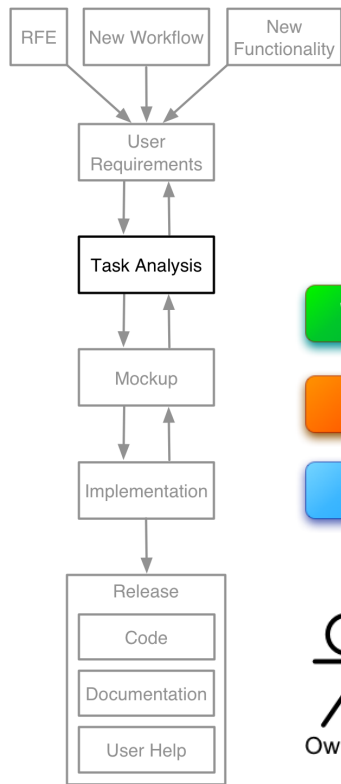 RFE
New Workflow
New
Functionality
User
Requirements
Task Analysis
Mockup
Implementation
Release
Code
Documentation
User Help